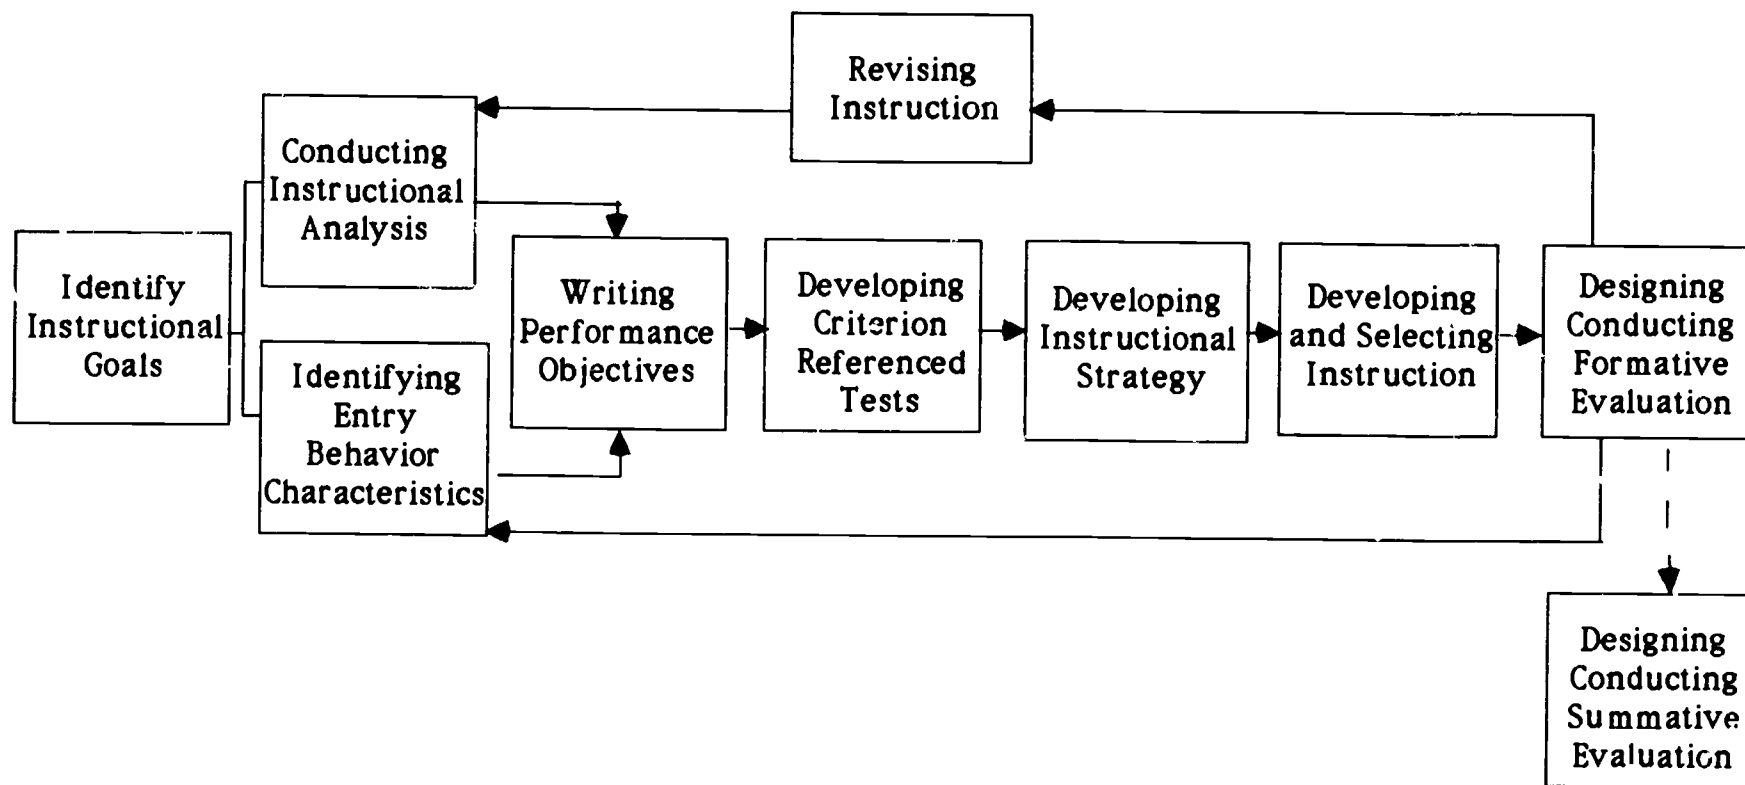 Revising
Instruction
Conducting
Instructional
Analysis
Identify
Instructional
Goals
Identifying
Entry
Behavior
Characteristics
Writing
Performance
Objectives
Developing
Criterion
Referenced
Tests
Developing
Instructional
Strategy
Developing
and Selecting
Instruction
Designing
Conducting
Formative
Evaluation
Designing
Conducting
Summative
Evaluation